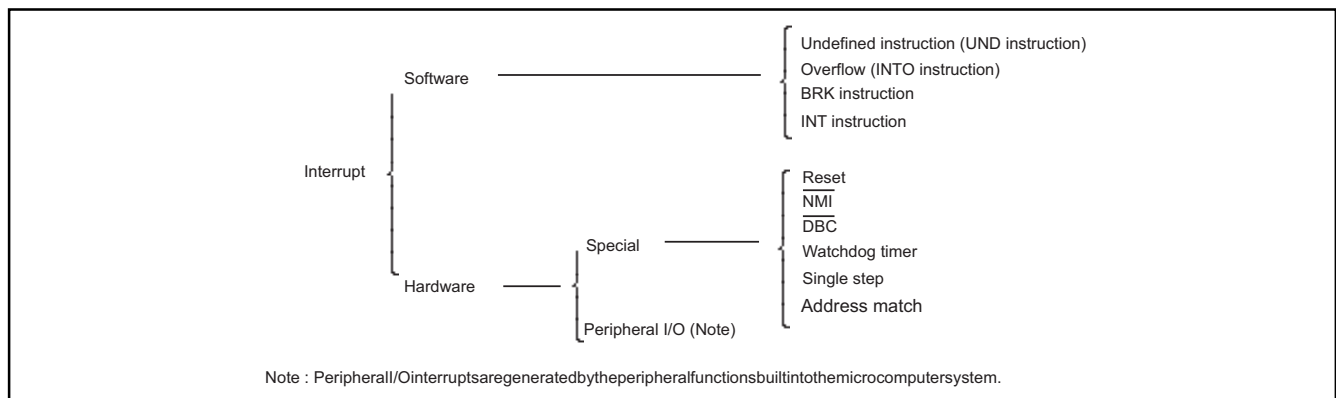 Undefined instruction (UND instruction)
Overflow (INTO instruction)
BRK instruction
INT instruction
Software
Interrupt
Reset
NMI
DBC
Watchdog timer
Single step
Address match
Special
Hardware
Peripheral I/O (Note)
Note : PeripheralI/Ointerruptsaregeneratedbytheperipheralfunctionsbuiltintothemicrocomputersystem.